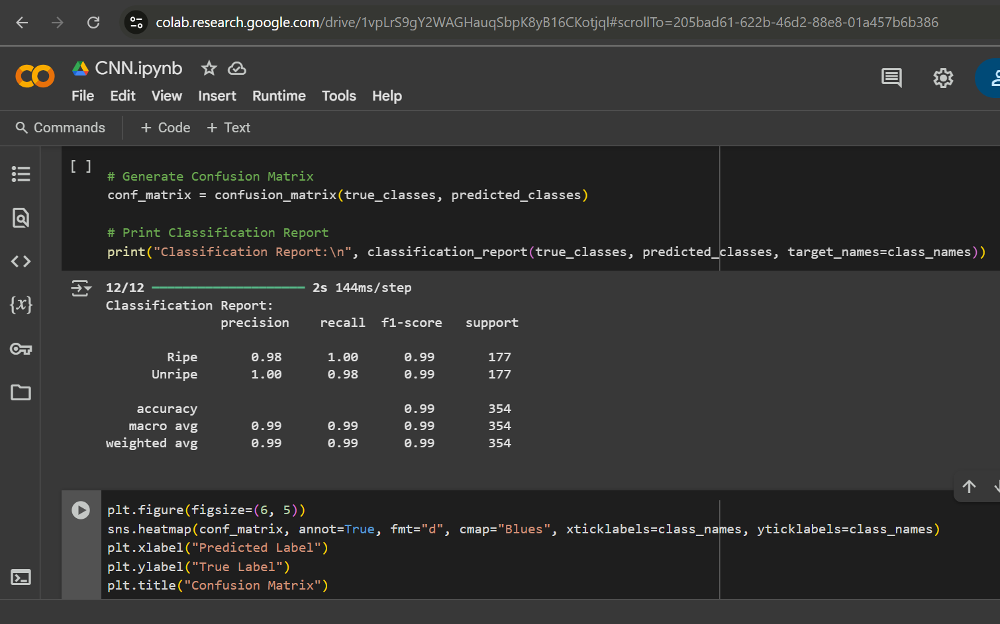 colab.research.google.com/drive/1vpLrS9gY2WAGHauqSbpK8yB16CKotjql#scrollTo=205bad61-622b-46d2-88e8-01a457b6b386
CNN.ipynb
File Edit View Insert Runtime Tools Help
Commands + Code + Text
[ ]
# Generate Confusion Matrix
conf_matrix = confusion_matrix(true_classes, predicted_classes)
# Print Classification Report
print("Classification Report:\n", classification_report(true_classes, predicted_classes, target_names=class_names))
12/12 2s 144ms/step
Classification Report:
precision recall f1-score support
Ripe 0.98 1.00 0.99 177
Unripe 1.00 0.98 0.99 177
accuracy 0.99 354
macro avg 0.99 0.99 0.99 354
weighted avg 0.99 0.99 0.99 354
plt.figure(figsize=(6, 5))
sns.heatmap(conf_matrix, annot=True, fmt="d", cmap="Blues", xticklabels=class_names, yticklabels=class_names)
plt.xlabel("Predicted Label")
plt.ylabel("True Label")
plt.title("Confusion Matrix")